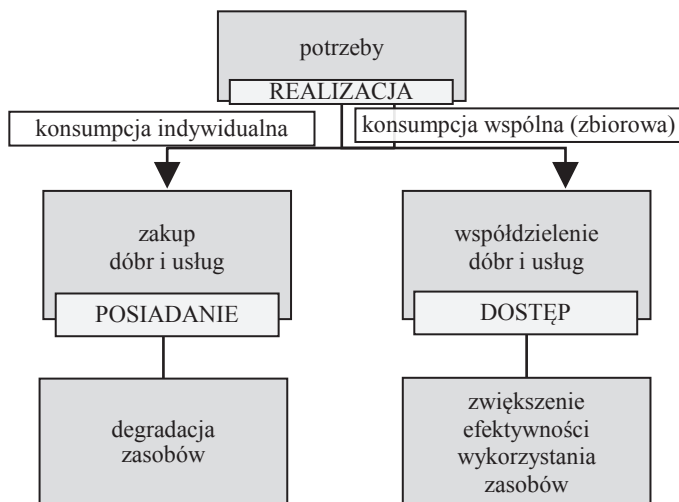 potrzeby
REALIZACJA
konsumpcja indywidualna
konsumpcja wspólna (zbiorowa)
zakup
dóbr i usług
POSIADANIE
współdzielenie
dóbr i usług
DOSTĘP
degradacja
zasobów
zwiększenie
efektywności
wykorzystania
zasobów